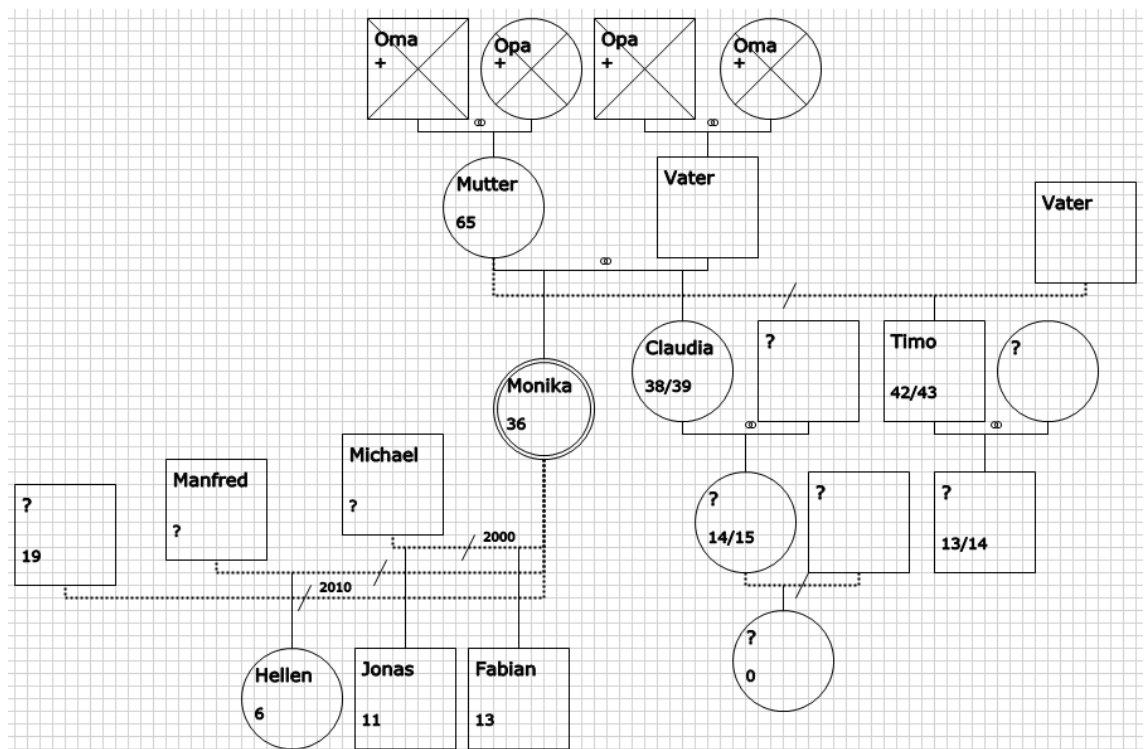 Oma
+
Opa
+
Opa
+
Oma
+
Mutter
65
Vater
Vater
Claudia
38/39
?
Timo
42/43
?
Monika
36
Michael
?
Manfred
?
?
19
2000
2010
?
14/15
?
?
13/14
Hellen
6
Jonas
11
Fabian
13
?
0